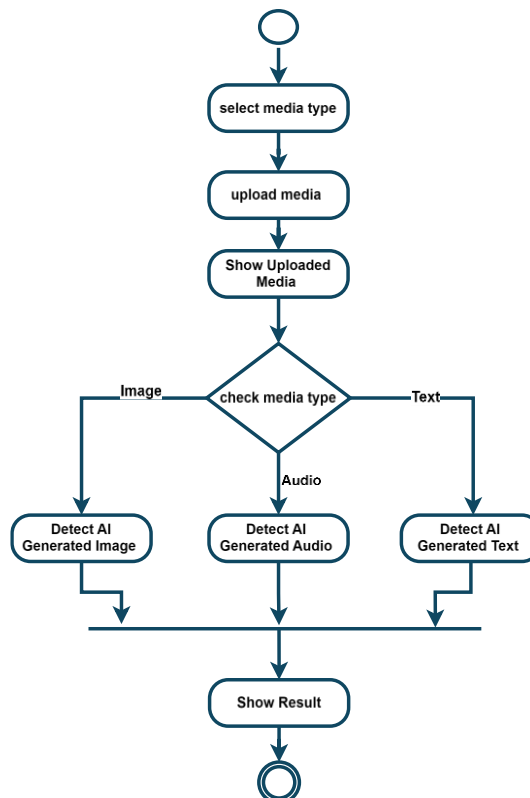 select media type
upload media
Show Uploaded
Media
check media type
Image
Text
Audio
Detect AI
Generated Image
Detect AI
Generated Audio
Detect AI
Generated Text
Show Result